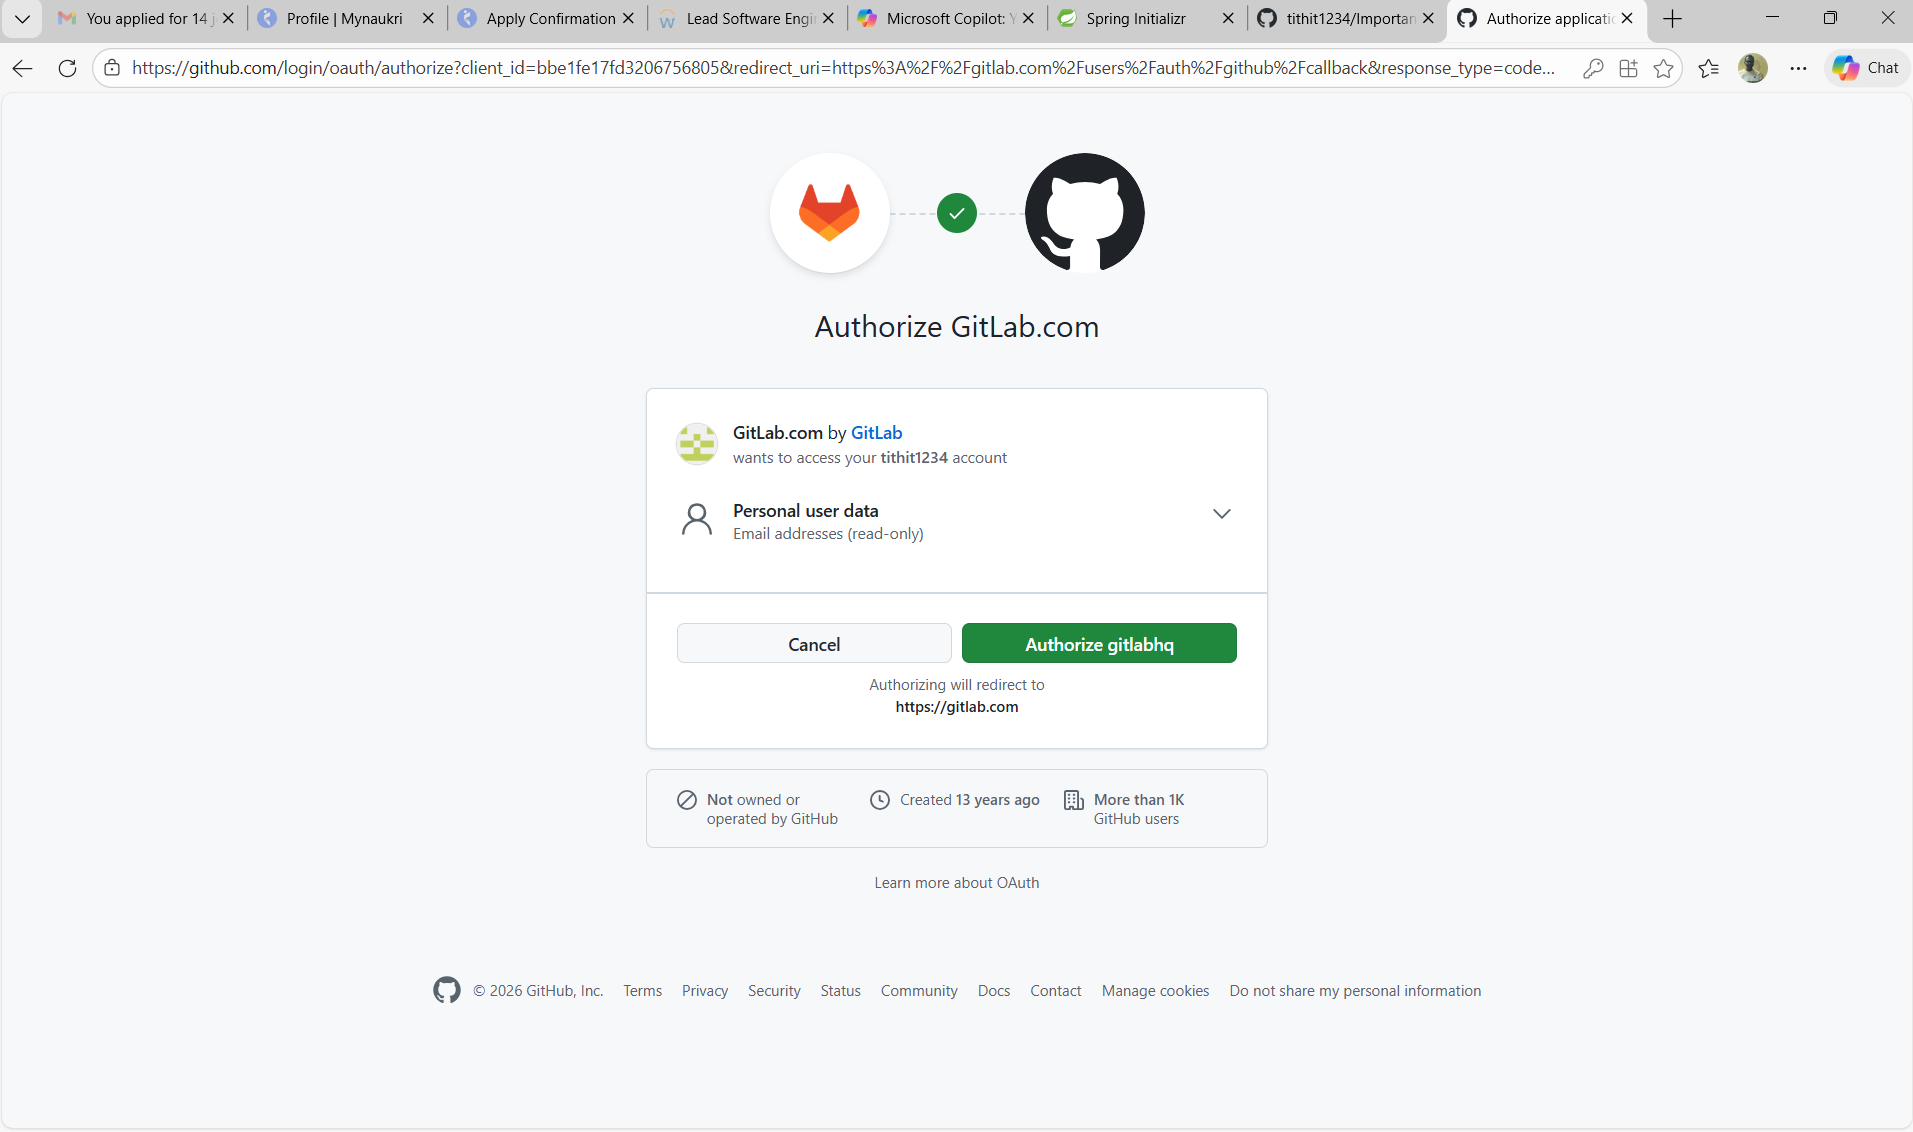 You applied for 14 j
Profile | Mynaukri
Apply Confirmation
Lead Software Engi
Microsoft Copilot: Y
Spring Initializr
tithit1234/Importan
Authorize applicatio
https://github.com/login/oauth/authorize?client_id=bbe1fe17fd3206756805&redirect_uri=https%3A%2F%2Fgitlab.com%2Fusers%2Fauth%2Fgithub%2Fcallback&response_type=code...
Chat
Authorize GitLab.com
GitLab.com by GitLab
wants to access your tithit1234 account
Personal user data
Email addresses (read-only)
Cancel
Authorize gitlabhq
Authorizing will redirect to
https://gitlab.com
Not owned or
operated by GitHub
Created 13 years ago
More than 1K
GitHub users
Learn more about OAuth
© 2026 GitHub, Inc.
Terms
Privacy
Security
Status
Community
Docs
Contact
Manage cookies
Do not share my personal information